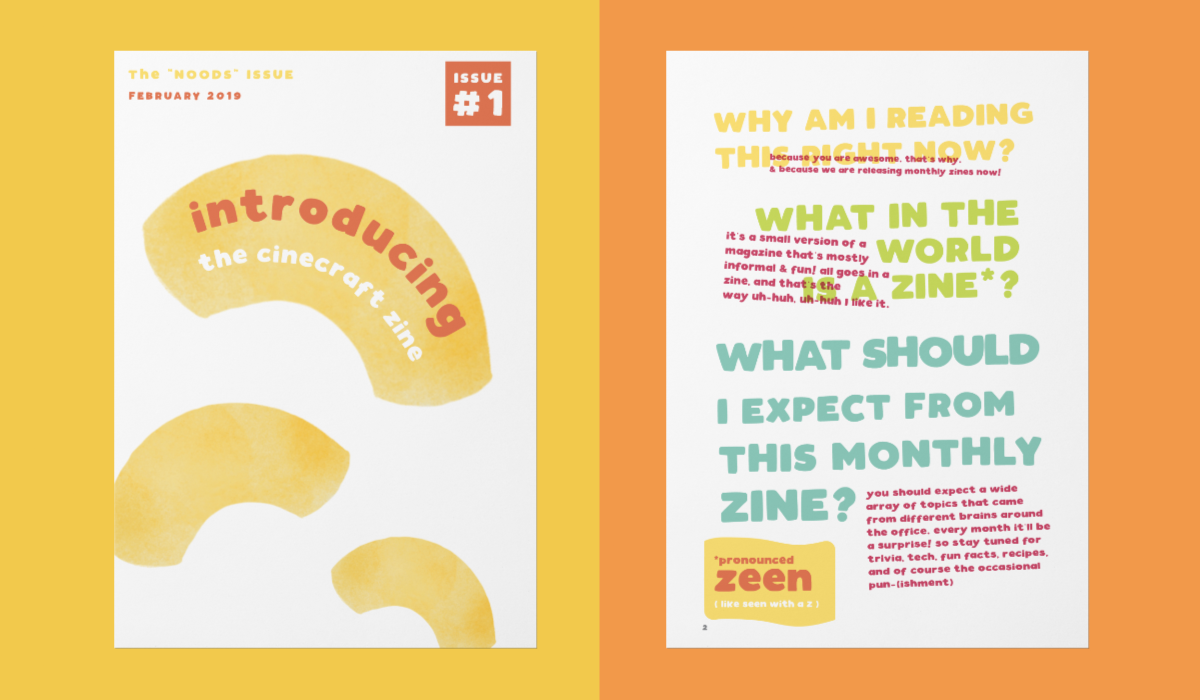 The "NOODS" ISSUE
FEBRUARY 2019
ISSUE
#1
introducing
the cinecraft zine
WHY AM I READING
THIS RIGHT NOW?
because you are awesome. that's why.
& because we are releasing monthly zines now!
WHAT IN THE
WORLD
IS A ZINE*?
it's a small version of a
magazine that's mostly
informal & fun! all goes in a
zine, and that's the
way uh-huh, uh-huh I like it.
WHAT SHOULD
I EXPECT FROM
THIS MONTHLY
ZINE?
you should expect a wide
array of topics that came
from different brains around
the office. every month it'll be
a surprise! so stay tuned for
trivia, tech, fun facts, recipes,
and of course the occasional
pun-(ishment)
*pronounced
zeen
( like seen with a z )
2